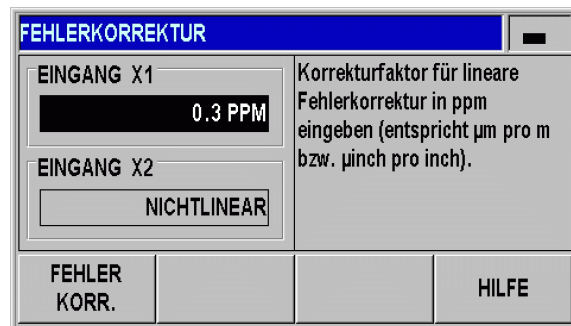 FEHLERKORREKTUR
EINGANG X1
0.3 PPM
EINGANG X2
NICHTLINEAR
Korrekturfaktor für lineare
Fehlerkorrektur in ppm
eingeben (entspricht µm pro m
bzw. µinch pro inch).
FEHLER
KORR.
HILFE